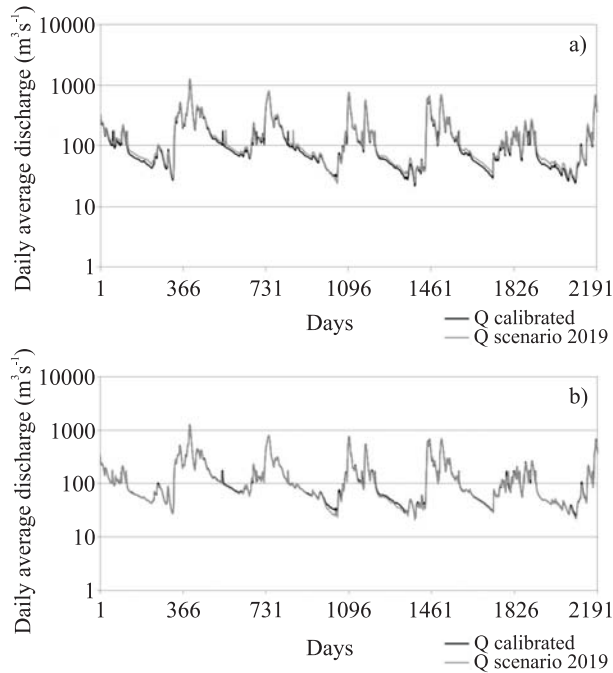 a)
Daily average discharge (m³s⁻¹)
10000
1000
100
10
1
1 366 731 1096 1461 1826 2191
Days
Q calibrated
Q scenario 2019
b)
Daily average discharge (m³s⁻¹)
10000
1000
100
10
1
1 366 731 1096 1461 1826 2191
Days
Q calibrated
Q scenario 2019